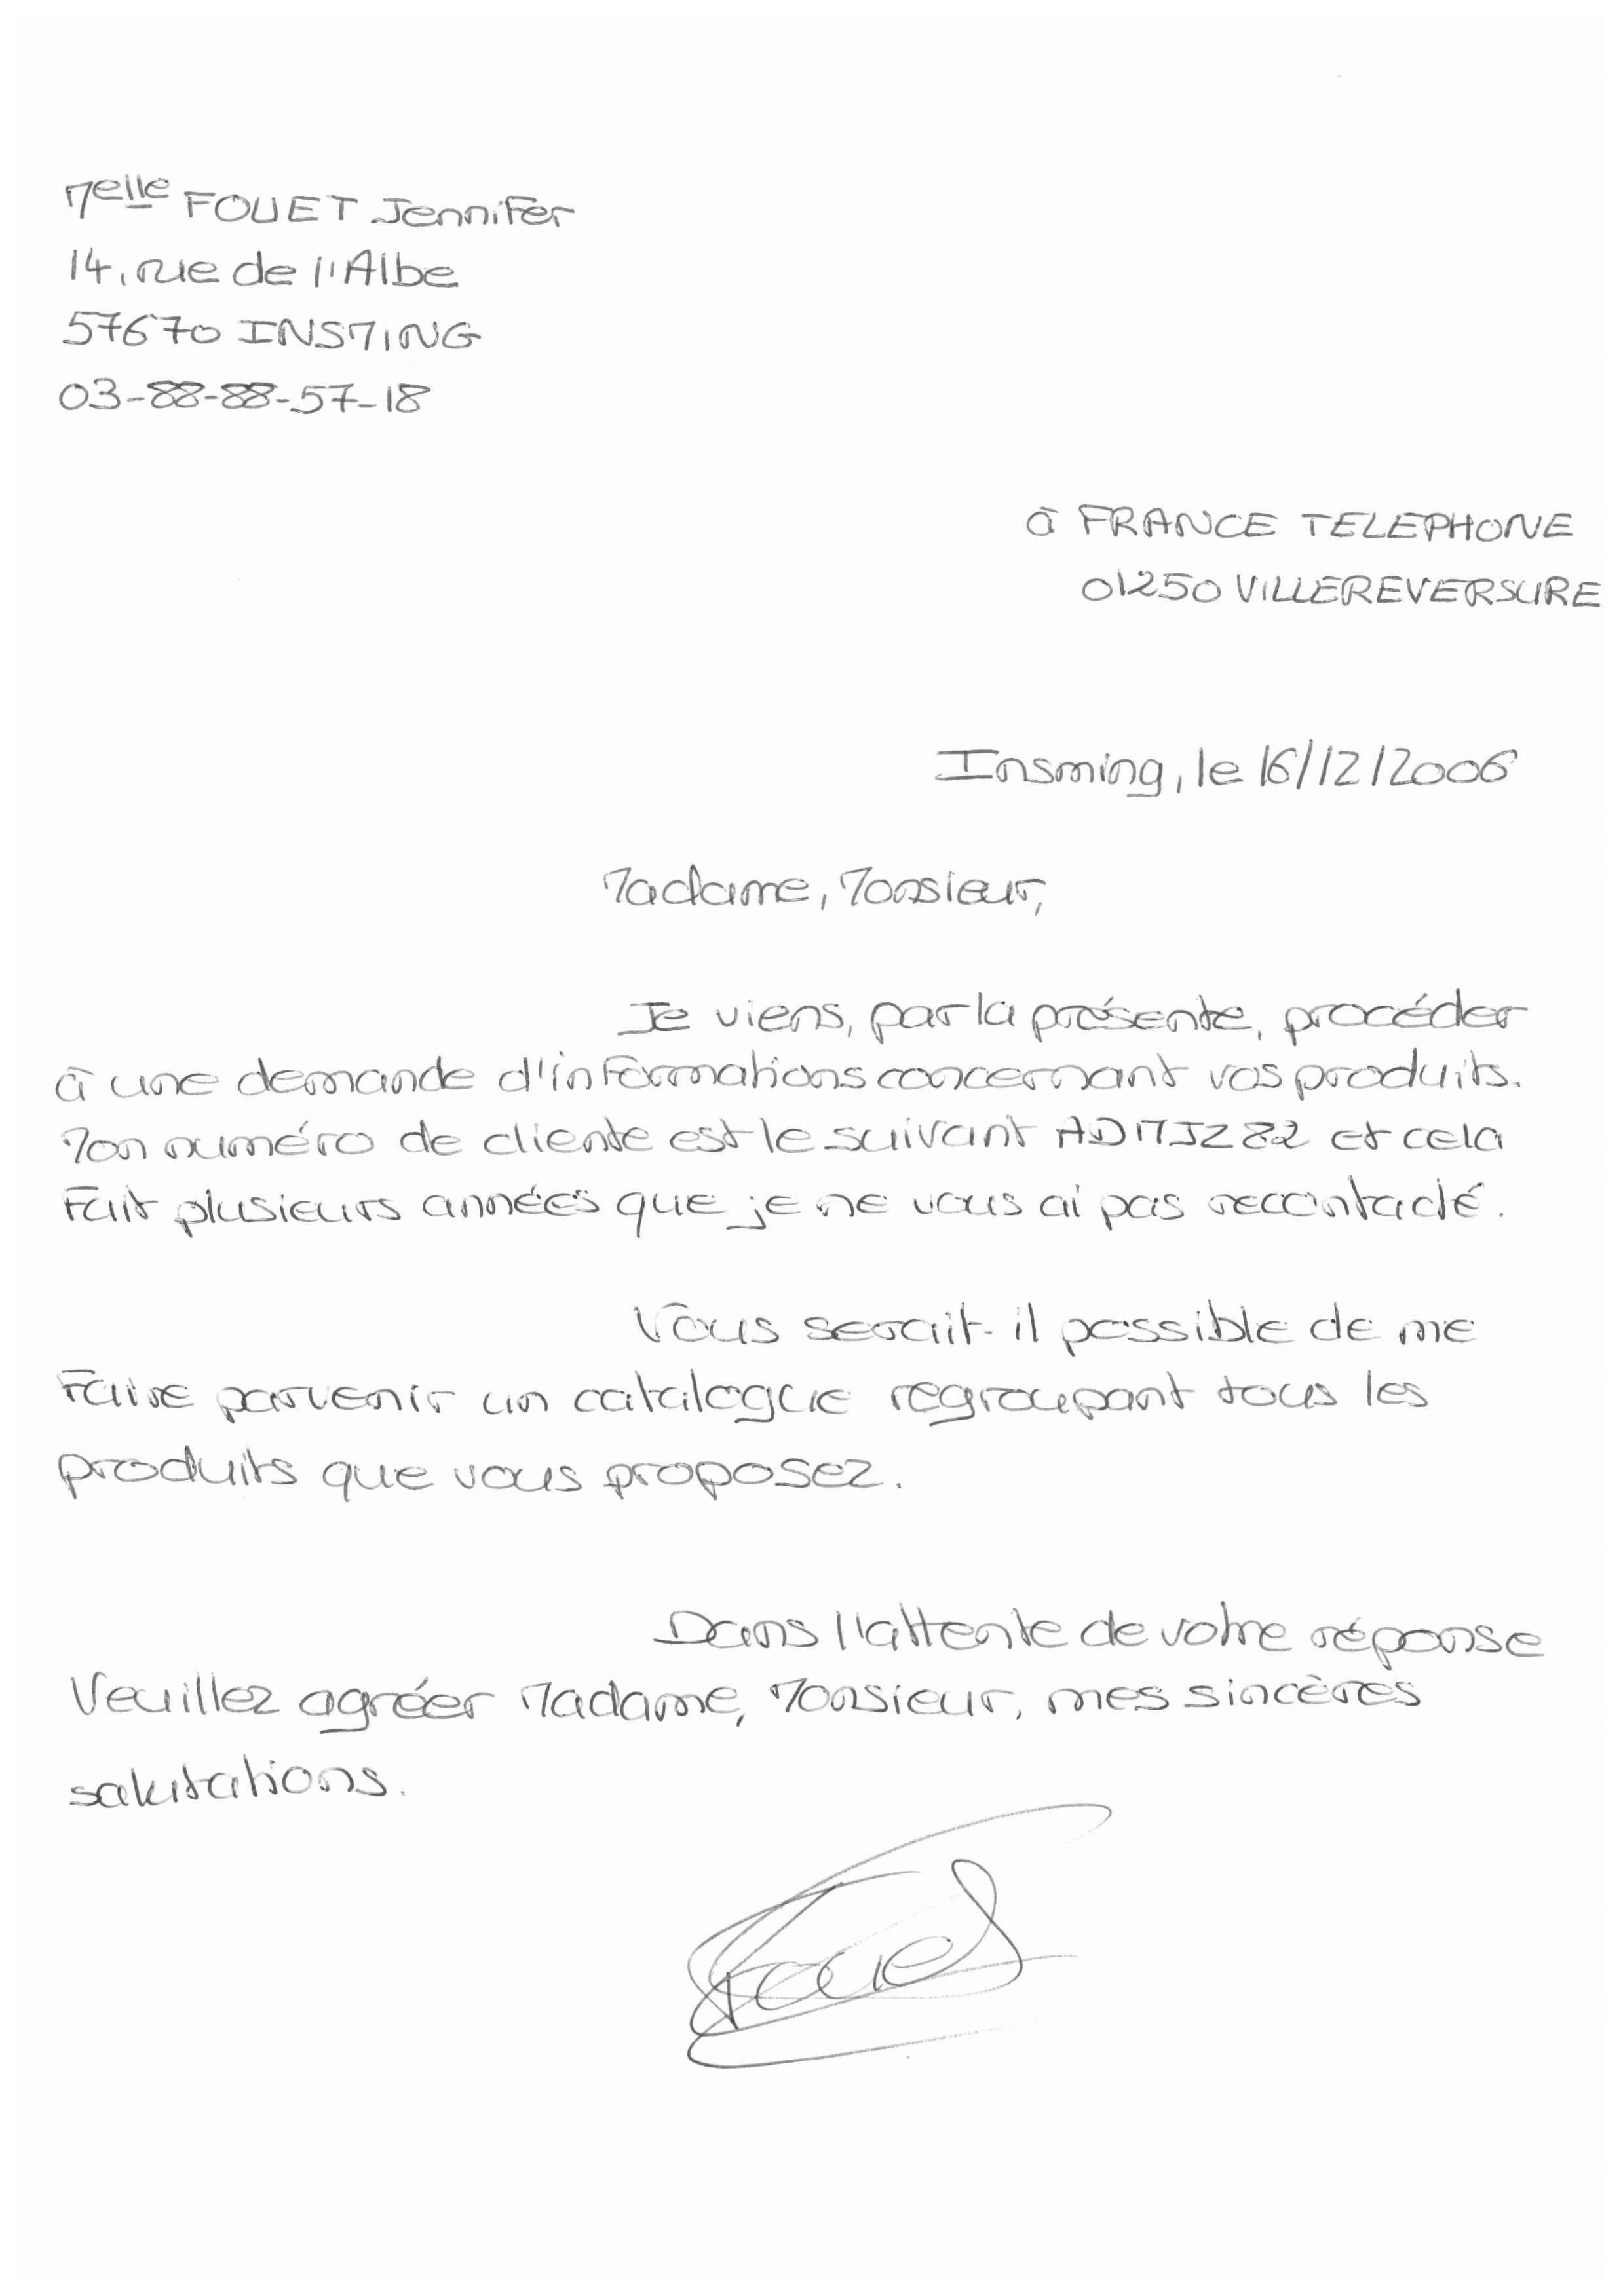 Melle FOUET Jennifer
14, rue de l'Albe
57670 INSMING
03-88-88-57-18
à FRANCE TELEPHONE
01250 VILLEREVERSURE
Insming, le 16/12/2006
Madame, Monsieur,
Je viens, par la présente, procéder
à une demande d'informations concernant vos produits.
Mon numéro de cliente est le suivant ADMJZ82 et cela
fait plusieurs années que je ne vous ai pas recontacté.
Vous serait-il possible de me
faire parvenir un catalogue regroupant tous les
produits que vous proposez.
Dans l'attente de votre réponse
Veuillez agréer Madame, Monsieur, mes sincères
salutations.
Fouet